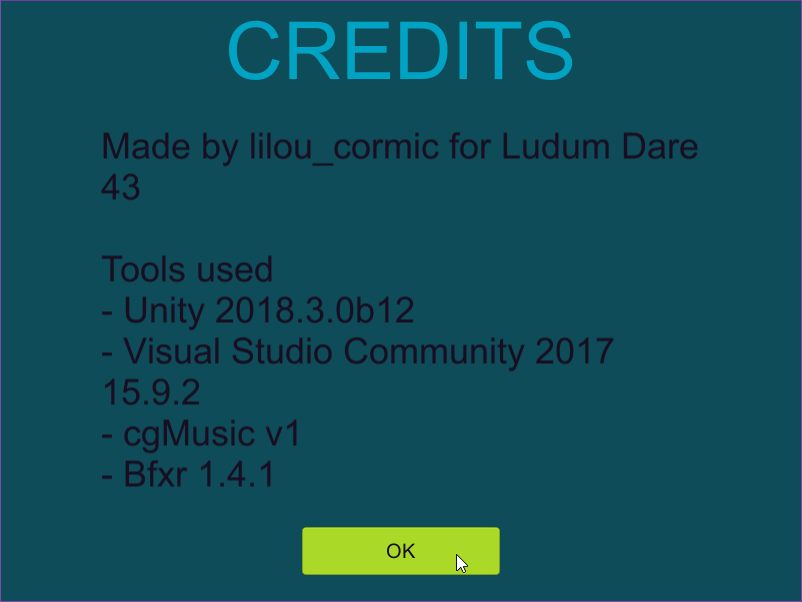 CREDITS
Made by lilou_cormic for Ludum Dare
43
Tools used
- Unity 2018.3.0b12
- Visual Studio Community 2017
15.9.2
- cgMusic v1
- Bfxr 1.4.1
OK